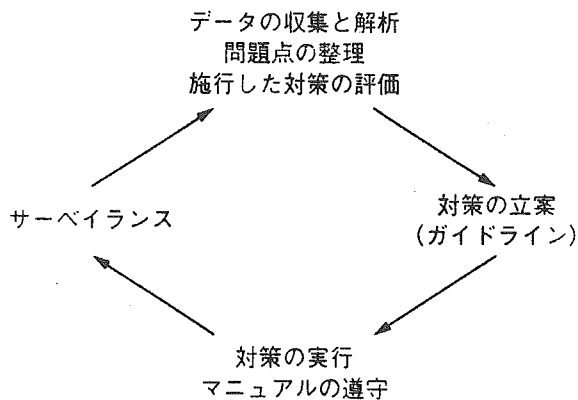 データの収集と解析
問題点の整理
施行した対策の評価
サーベイランス
対策の立案
(ガイドライン)
対策の実行
マニュアルの遵守